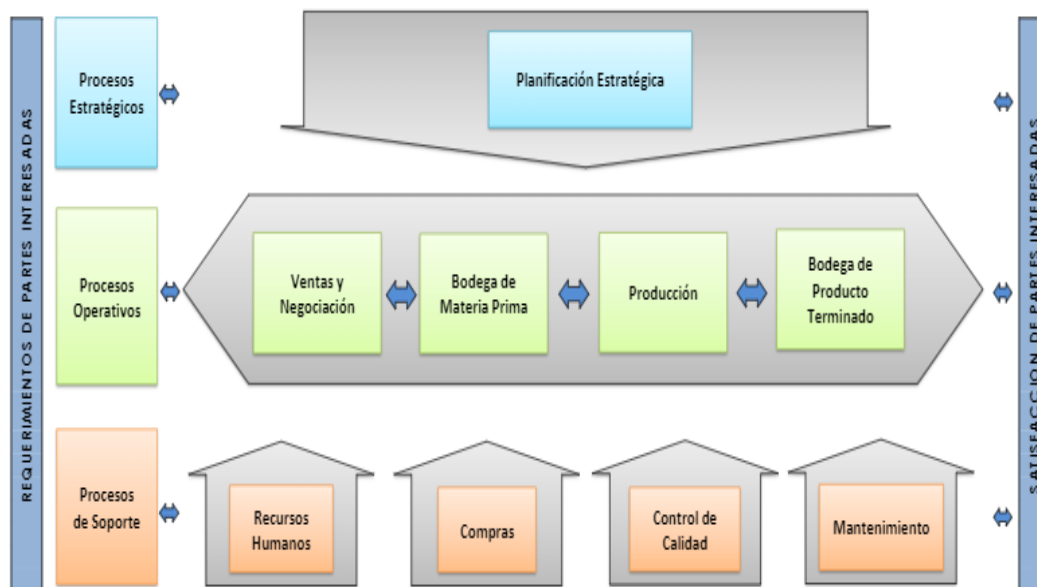 REQUERIMIENTOS DE PARTES INTERESADAS
Procesos
Estratégicos
Planificación Estratégica
Procesos
Operativos
Ventas y
Negociación
Bodega de
Materia Prima
Producción
Bodega de
Producto
Terminado
Procesos
de Soporte
Recursos
Humanos
Compras
Control de
Calidad
Mantenimiento
SATISFACCION DE PARTES INTERESADAS